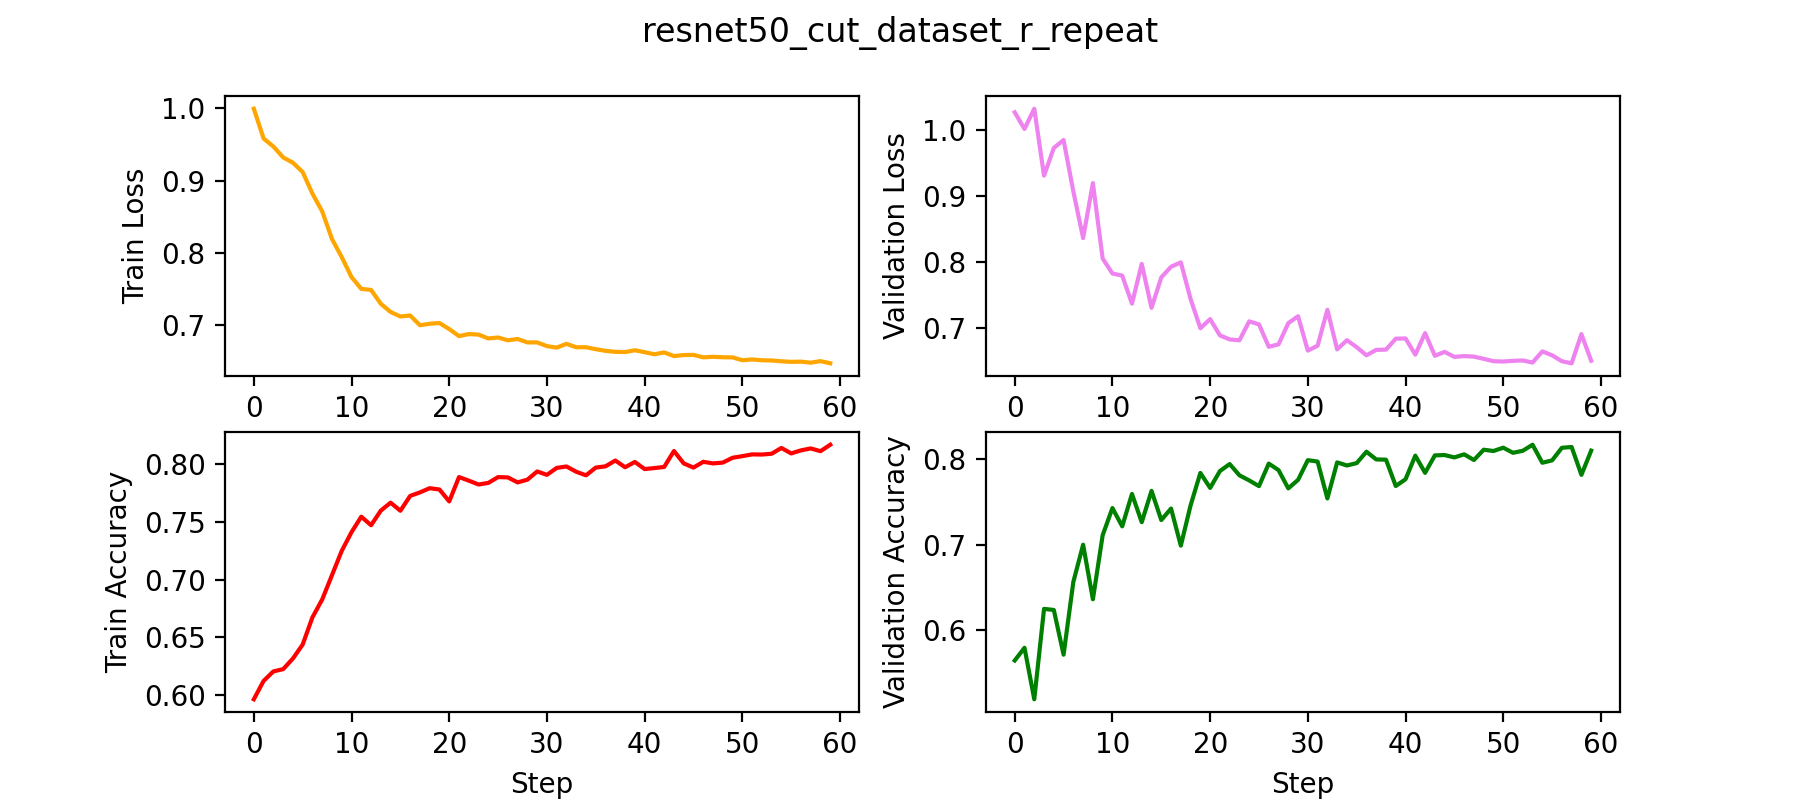 resnet50_cut_dataset_r_repeat
Train Loss
1.0
0.9
0.8
0.7
0 10 20 30 40 50 60
Validation Loss
1.0
0.9
0.8
0.7
0 10 20 30 40 50 60
Train Accuracy
0.80
0.75
0.70
0.65
0.60
0 10 20 30 40 50 60
Step
Validation Accuracy
0.8
0.7
0.6
0 10 20 30 40 50 60
Step